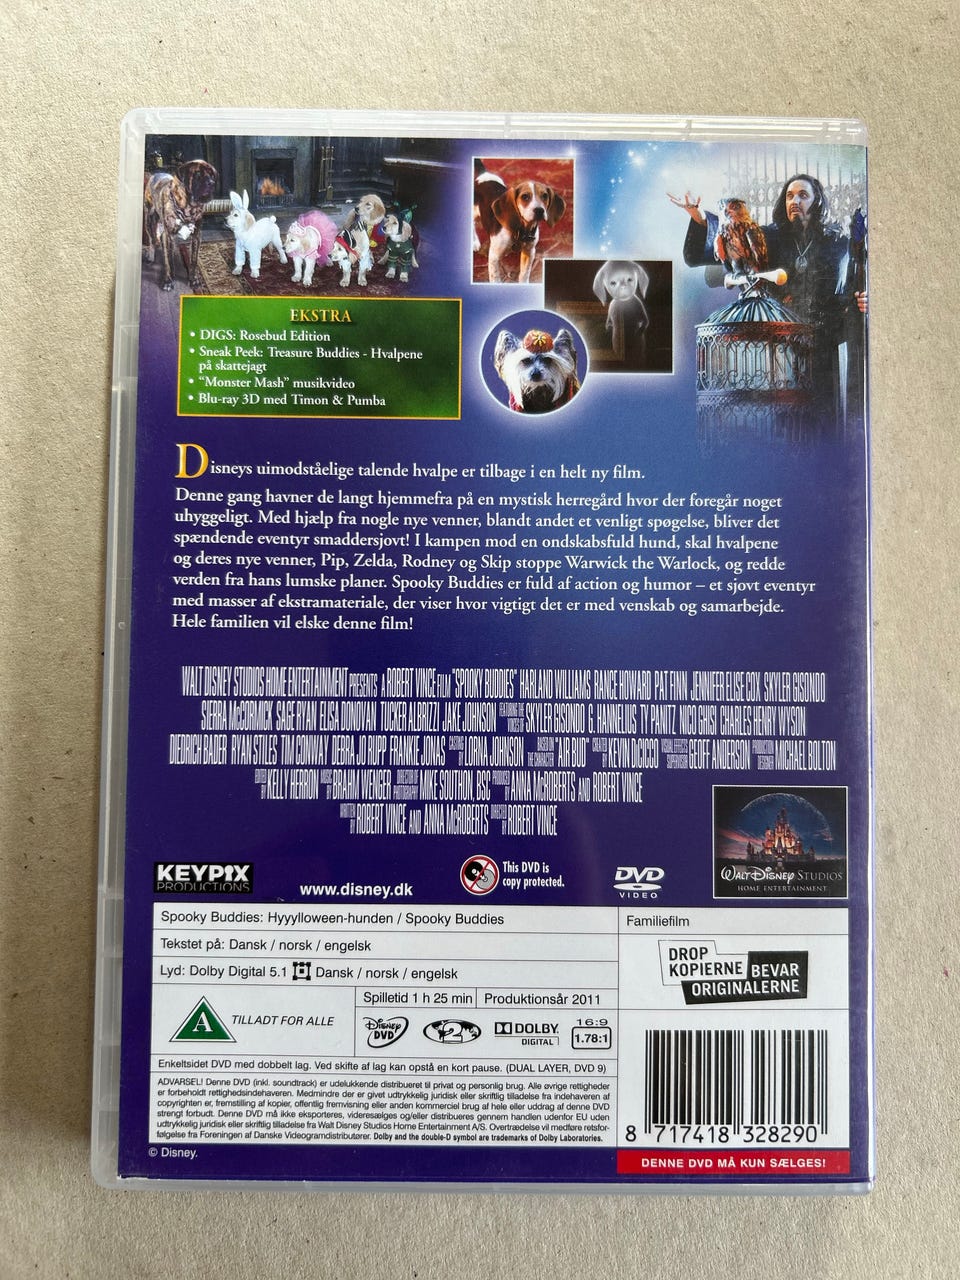 EKSTRA
• DIGS: Rosebud Edition
• Sneak Peek: Treasure Buddies - Hvalpene
på skattejagt
• “Monster Mash” musikvideo
• Blu-ray 3D med Timon & Pumba
Disneys uimodståelige talende hvalpe er tilbage i en helt ny film.
Denne gang havner de langt hjemmefra på en mystisk herregård hvor der foregår noget
uhyggeligt. Med hjælp fra nogle nye venner, blandt andet et venligt spøgelse, bliver det
spændende eventyr smaddersjovt! I kampen mod en ondskabsfuld hund, skal hvalpene
og deres nye venner, Pip, Zelda, Rodney og Skip stoppe Warwick the Warlock, og redde
verden fra hans lumske planer. Spooky Buddies er fuld af action og humor – et sjovt eventyr
med masser af ekstramateriale, der viser hvor vigtigt det er med venskab og samarbejde.
Hele familien vil elske denne film!
WALT DISNEY STUDIOS HOME ENTERTAINMENT PRESENTS A ROBERT VINCE FILM "SPOOKY BUDDIES" HARLAND WILLIAMS RANCE HOWARD PAT FINN JENNIFER ELISE COX SKYLER GISONDO
SIERRA McCORMICK SAGE RYAN ELISA DONOVAN TUCKER ALBRIZZI JAKE JOHNSON FEATURING THE VOICES OF SKYLER GISONDO G. HANNELIUS TY PANITZ NICO GHISI CHARLES HENRY WYSON
DIEDRICH BADER RYAN STILES TIM CONWAY DEBRA JO RUPP FRANKIE JONAS CASTING BY LORNA JOHNSON BASED ON THE CHARACTER "AIR BUD" CREATED BY KEVIN DICICCO VISUAL EFFECTS SUPERVISOR GEOFF ANDERSON PRODUCTION DESIGNER MICHAEL BOLTON
EDITED BY KELLY HERRON MUSIC BY BRAHM WENGER DIRECTOR OF PHOTOGRAPHY MIKE SOUTHON, BSC PRODUCED BY ANNA McROBERTS AND ROBERT VINCE
WRITTEN BY ROBERT VINCE AND ANNA McROBERTS DIRECTED BY ROBERT VINCE
WALT DISNEY STUDIOS
HOME ENTERTAINMENT
KEYPIX
PRODUCTIONS
www.disney.dk
This DVD is
copy protected.
DVD
VIDEO
Spooky Buddies: Hyyylloween-hunden / Spooky Buddies
Familiefilm
Tekstet på: Dansk / norsk / engelsk
Lyd: Dolby Digital 5.1 Dansk / norsk / engelsk
DROP
KOPIERNE
BEVAR
ORIGINALERNE
Spilletid 1 h 25 min
Produktionsår 2011
A
TILLADT FOR ALLE
DISNEY
DVD
2
DOLBY
DIGITAL
16:9
1.78:1
Enkeltsidet DVD med dobbelt lag. Ved skifte af lag kan opstå en kort pause. (DUAL LAYER, DVD 9)
ADVARSEL! Denne DVD (inkl. soundtrack) er udelukkende distribueret til privat og personlig brug. Alle øvrige rettigheder
er forbeholdt rettighedsindehaveren. Medmindre der er givet udtrykkelig juridisk eller skriftlig tilladelse fra indehaveren af
copyrighten er, fremstilling af kopier, offentlig fremvisning eller anden kommerciel brug af hele eller uddrag af denne DVD
strengt forbudt. Denne DVD må ikke eksporteres, videresælges og/eller distribueres gennem handlen udenfor EU uden
udtrykkelig juridisk eller skriftlig tilladelse fra Walt Disney Studios Home Entertainment A/S. Overtrædelse vil medføre retsfor-
følgelse fra Foreningen af Danske Videogramdistributører. Dolby and the double-D symbol are trademarks of Dolby Laboratories.
8 717418 328290
DENNE DVD MÅ KUN SÆLGES!
© Disney.